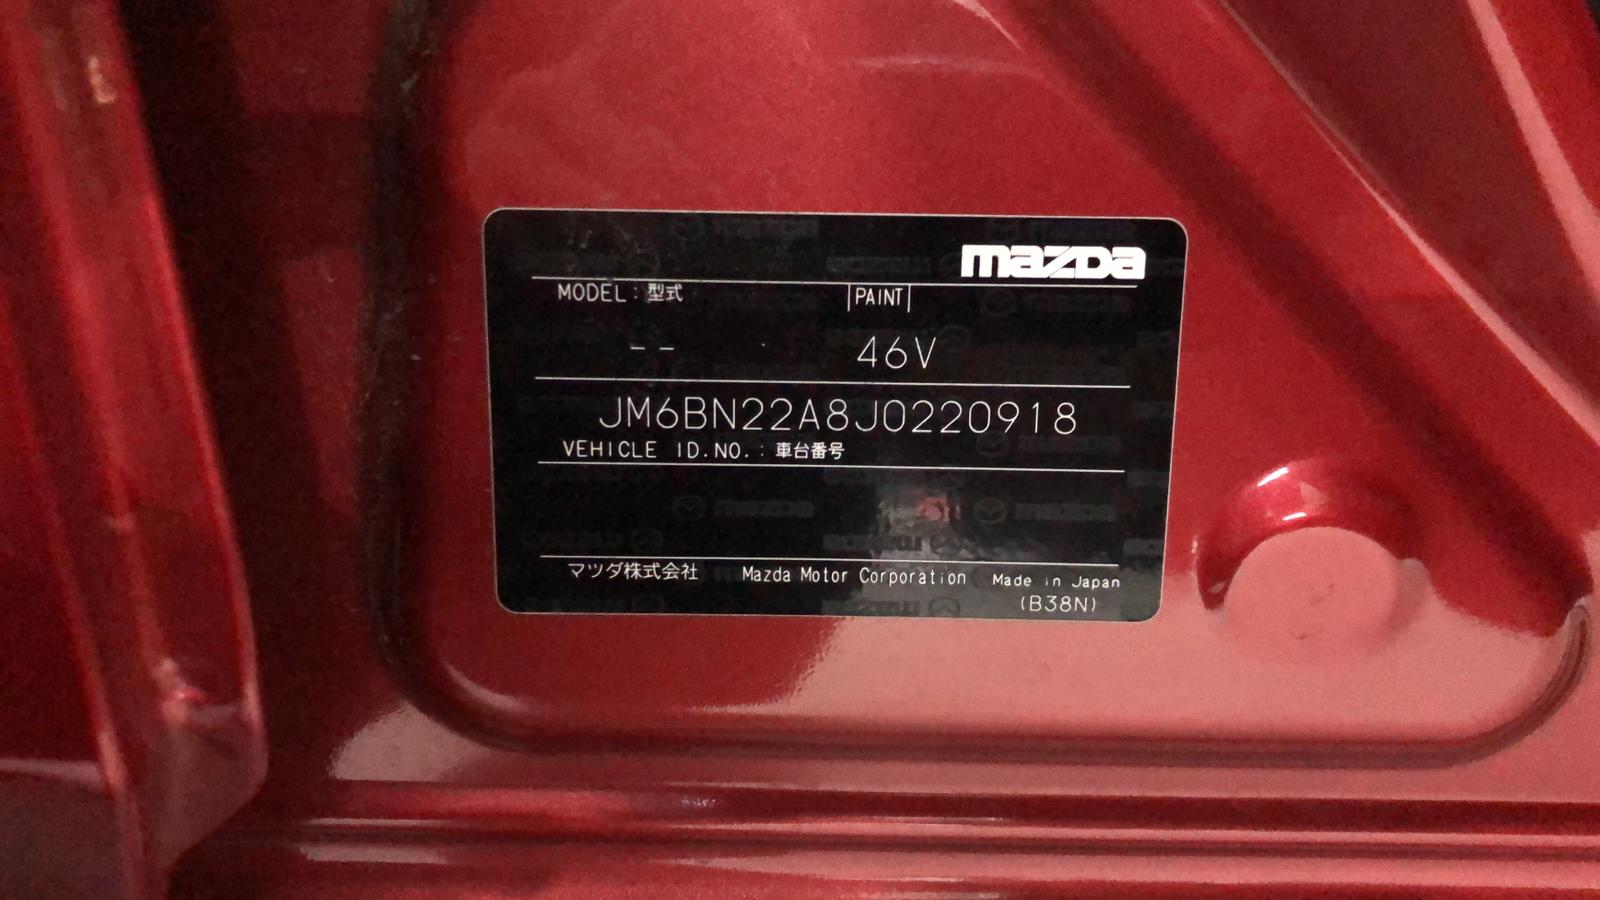 mazda
MODEL : 型式 PAINT
-- 46V
JM6BN22A8J0220918
VEHICLE ID.NO. : 車台番号
マツダ株式会社 Mazda Motor Corporation Made in Japan
(B38N)